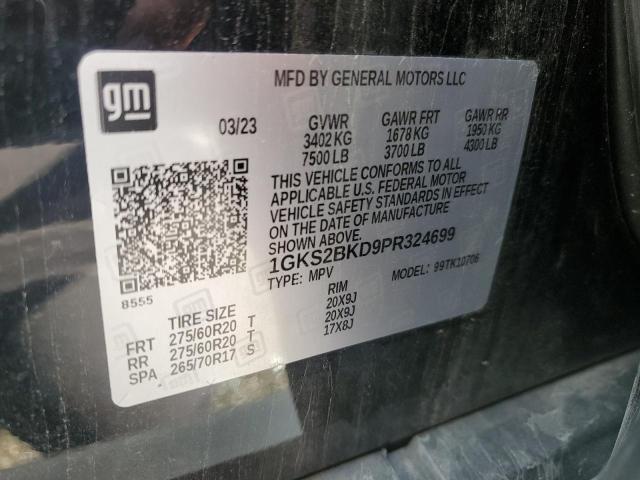 gm
MFD BY GENERAL MOTORS LLC
03/23 GVWR GAWR FRT GAWR RR
3402 KG 1678 KG 1950 KG
7500 LB 3700 LB 4300 LB
THIS VEHICLE CONFORMS TO ALL
APPLICABLE U.S. FEDERAL MOTOR
VEHICLE SAFETY STANDARDS IN EFFECT
ON THE DATE OF MANUFACTURE
SHOWN ABOVE.
1GKS2BKD9PR324699
TYPE: MPV MODEL: 99TK10706
8555
TIRE SIZE RIM
FRT 275/60R20 T 20X9J
RR 275/60R20 T 20X9J
SPA 265/70R17 S 17X8J